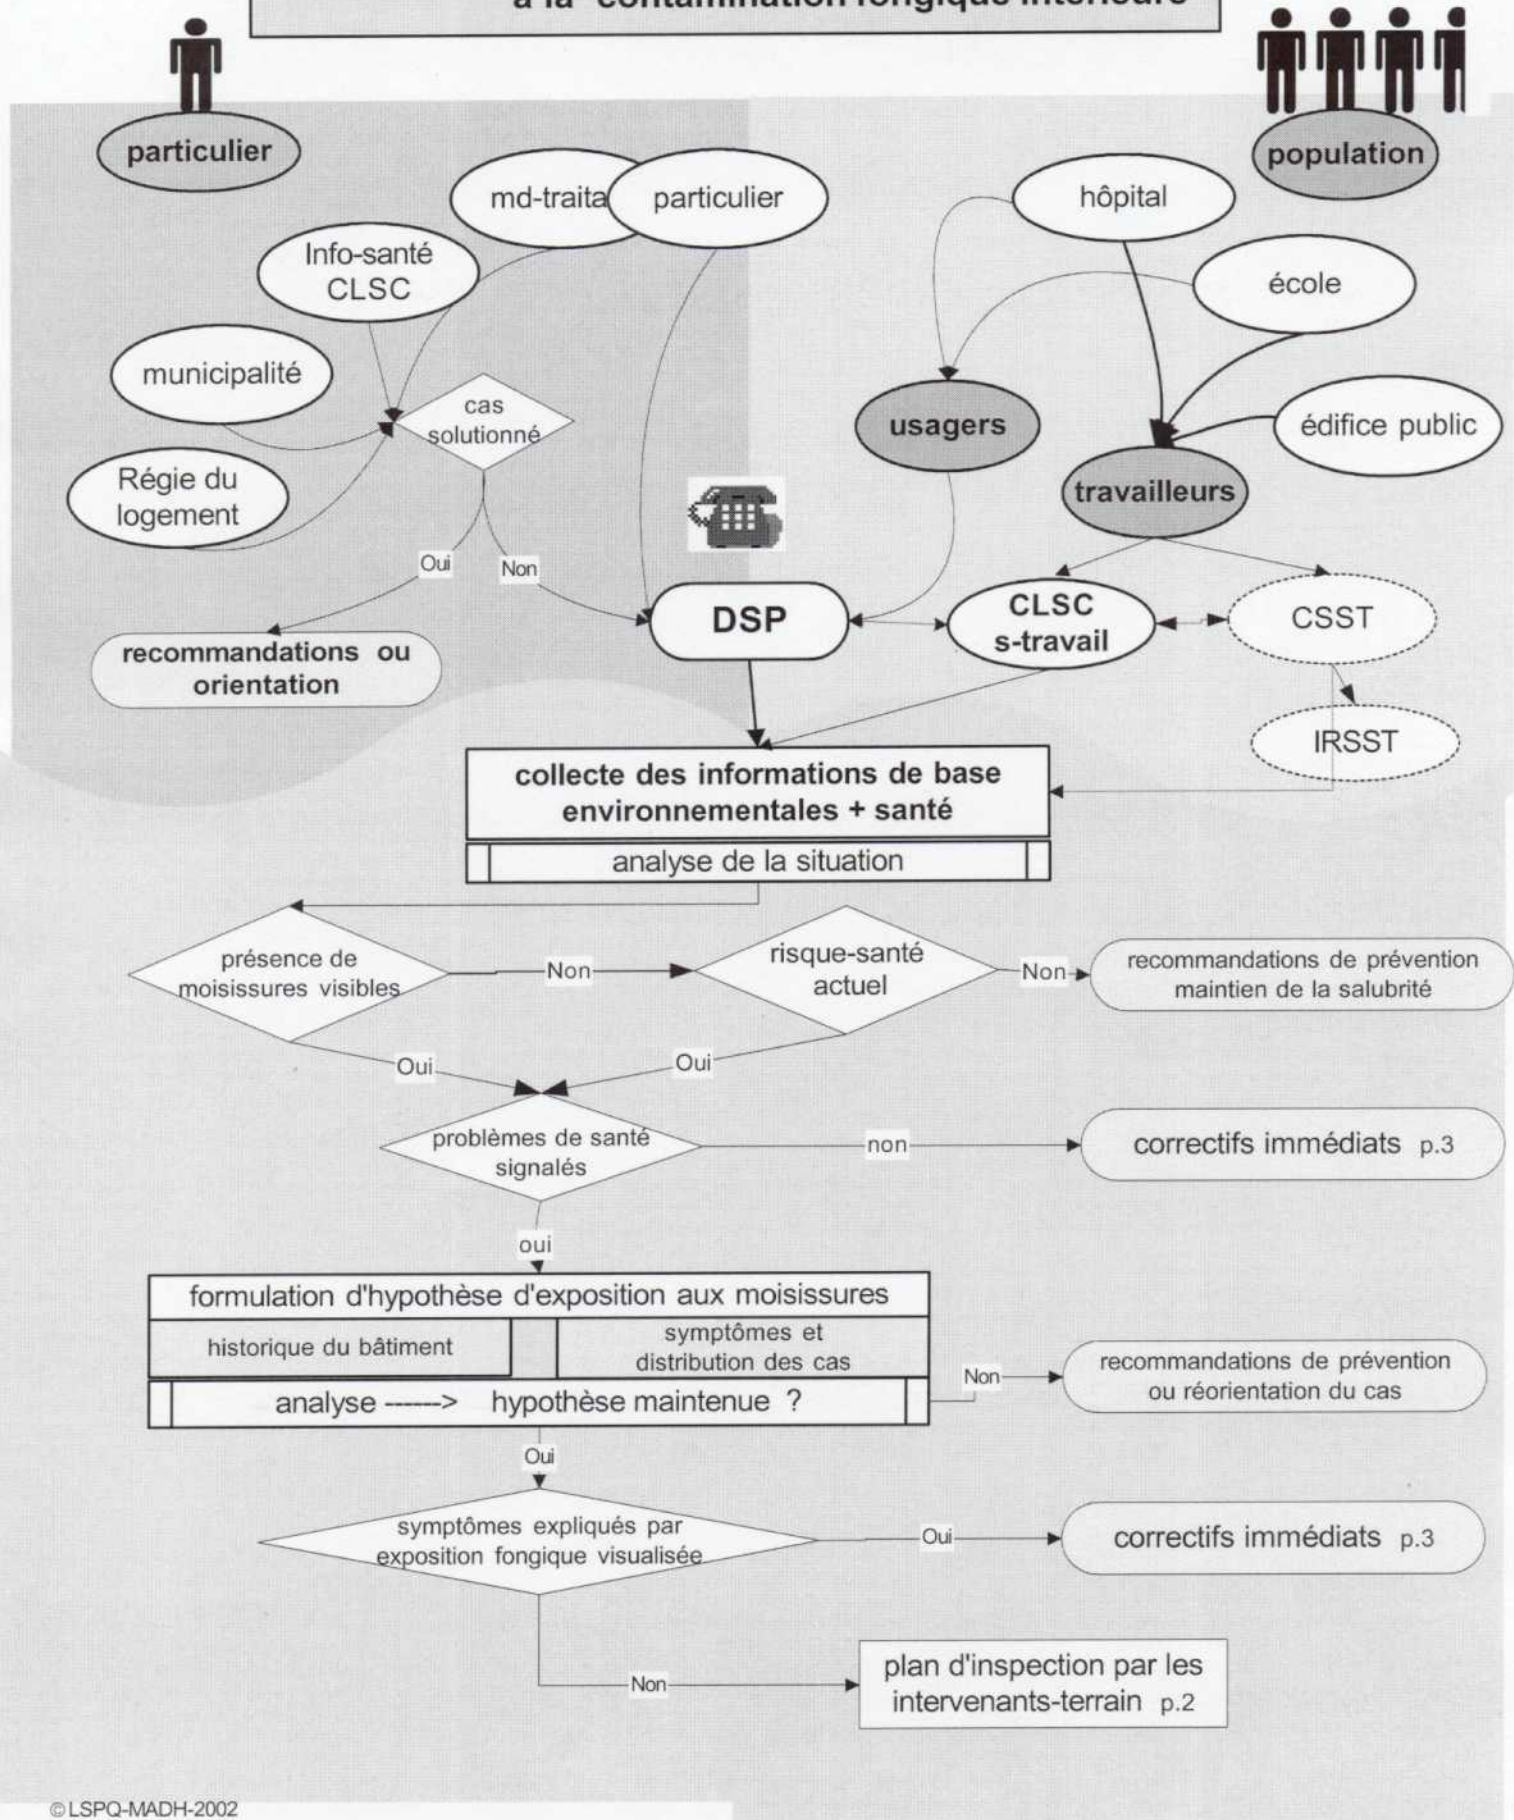 à la contamination fongique intérieure
particulier
population
md-traita
particulier
hôpital
Info-santé
CLSC
école
municipalité
cas
solutionné
usagers
édifice public
Régie du
logement
travailleurs
Oui
Non
DSP
CLSC
s-travail
CSST
recommandations ou
orientation
IRSST
collecte des informations de base
environnementales + santé
analyse de la situation
présence de
moisissures visibles
Non
risque-santé
actuel
Non
recommandations de prévention
maintien de la salubrité
Oui
Oui
problèmes de santé
signalés
non
correctifs immédiats p.3
oui
formulation d'hypothèse d'exposition aux moisissures
historique du bâtiment
symptômes et
distribution des cas
analyse ------> hypothèse maintenue ?
Non
recommandations de prévention
ou réorientation du cas
Oui
symptômes expliqués par
exposition fongique visualisée
Oui
correctifs immédiats p.3
Non
plan d'inspection par les
intervenants-terrain p.2
©LSPQ-MADH-2002